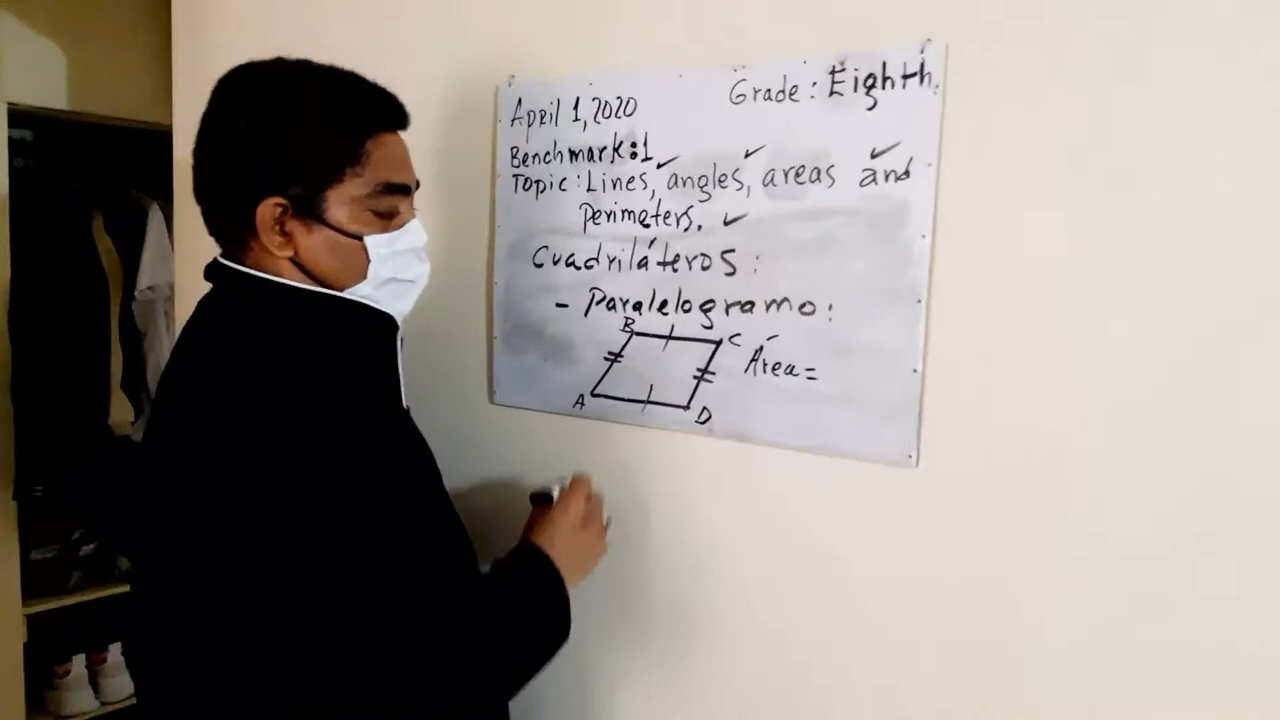 Grade: Eighth.
April 1, 2020
Benchmark: 1
Topic: Lines, angles, areas and
Perimeters.
Cuadriláteros:
- Paralelogramo:
B
C
Área=
A
D